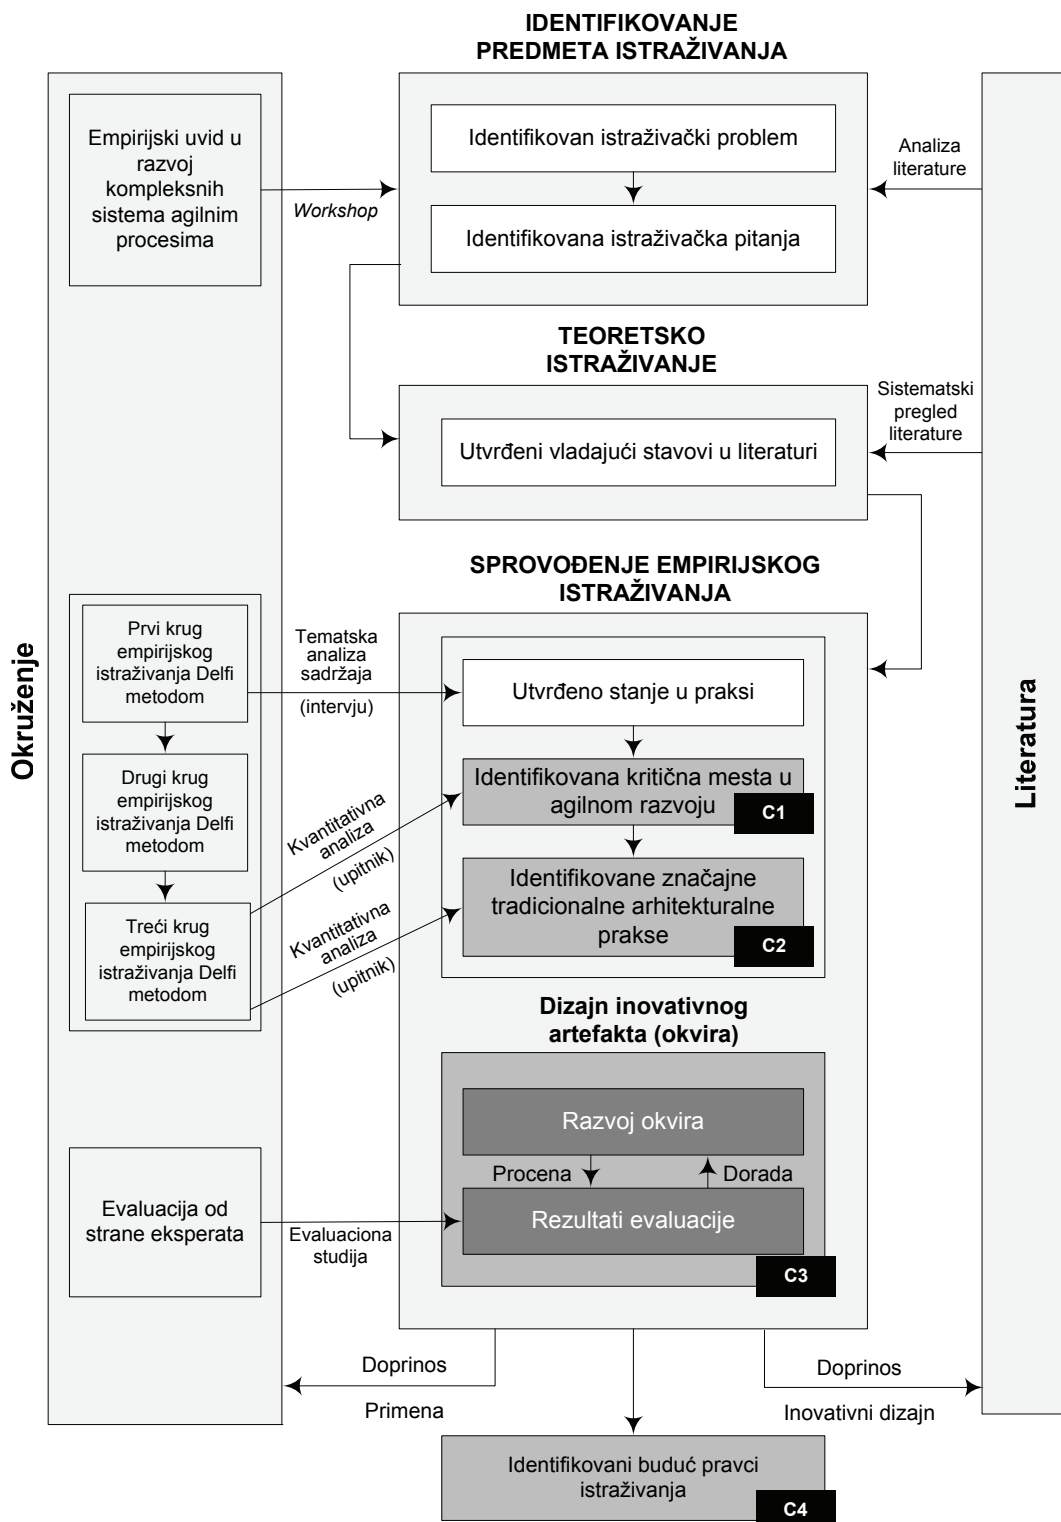 IDENTIFIKOVANJE
PREDMETA ISTRAŽIVANJA
Empirijski uvid u
razvoj
kompleksnih
sistema agilnim
procesima
Workshop
Identifikovan istraživački problem
Identifikovana istraživačka pitanja
Analiza
literature
TEORETSKO
ISTRAŽIVANJE
Utvrđeni vladajući stavovi u literaturi
Sistematski
pregled
literature
SPROVOĐENJE EMPIRIJSKOG
ISTRAŽIVANJA
Okruženje
Literatura
Prvi krug
empirijskog
istraživanja Delfi
metodom
Tematska
analiza
sadržaja
(intervju)
Utvrđeno stanje u praksi
Drugi krug
empirijskog
istraživanja Delfi
metodom
Identifikovana kritična mesta u
agilnom razvoju
C1
Kvantitativna
analiza
(upitnik)
Treći krug
empirijskog
istraživanja Delfi
metodom
Kvantitativna
analiza
(upitnik)
Identifikovane značajne
tradicionalne arhitekturalne
prakse
C2
Dizajn inovativnog
artefakta (okvira)
Razvoj okvira
Procena
Dorada
Rezultati evaluacije
C3
Evaluacija od
strane eksperata
Evaluaciona
studija
Doprinos
Primena
Doprinos
Inovativni dizajn
Identifikovani buduć pravci
istraživanja
C4